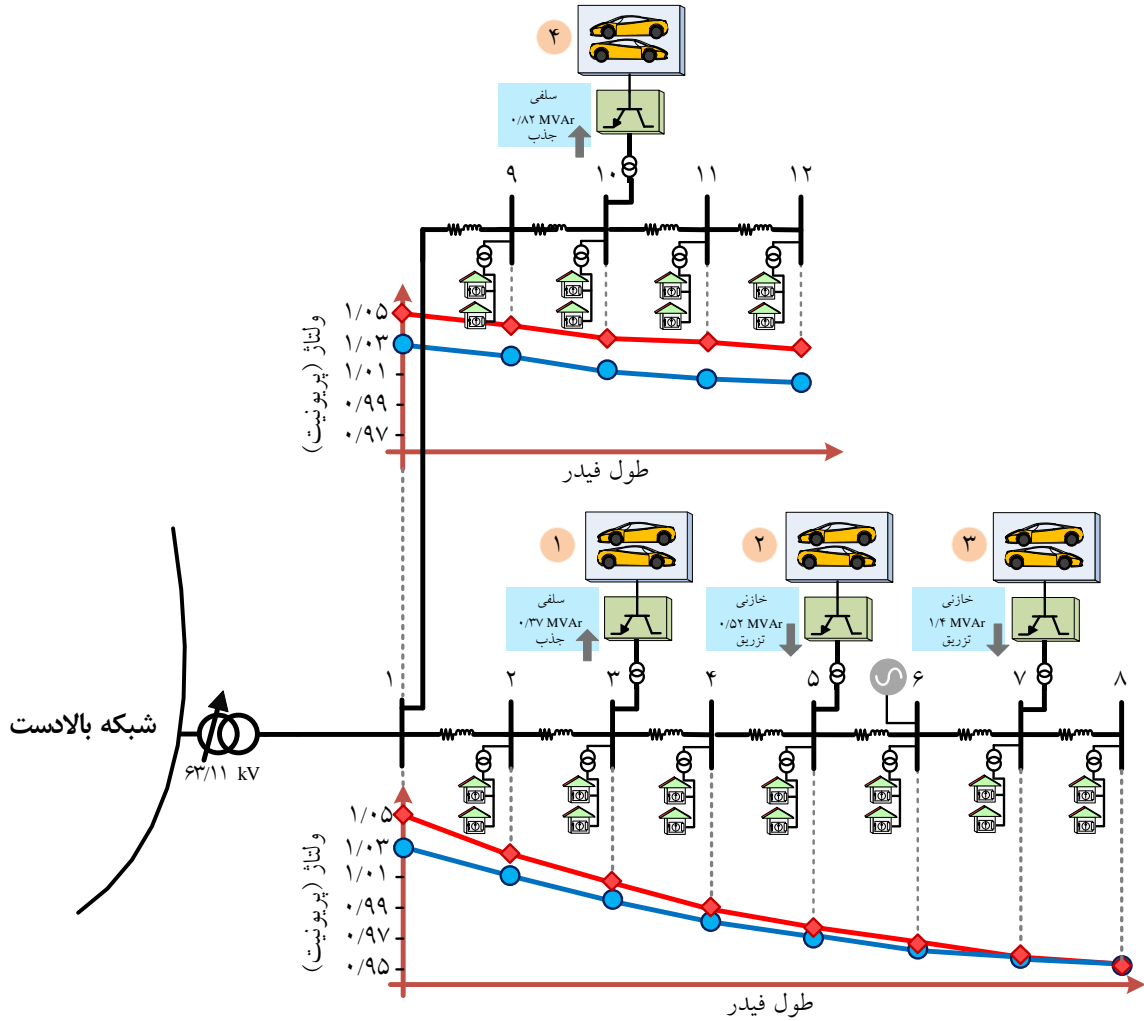 ۴
سلفی
۰/۸۲ MVAr
جذب
۹
۱۰
۱۱
۱۲
ولتاژ (پریونیت)
۱/۰۵
۱/۰۳
۱/۰۱
۰/۹۹
۰/۹۷
طول فیدر
۱
سلفی
۰/۳۷ MVAr
جذب
۲
خازنی
۰/۵۲ MVAr
تزریق
۳
خازنی
۱/۴ MVAr
تزریق
شبکه بالادست
۶۳/۱۱ kV
۱
۲
۳
۴
۵
۶
۷
۸
ولتاژ (پریونیت)
۱/۰۵
۱/۰۳
۱/۰۱
۰/۹۹
۰/۹۷
۰/۹۵
طول فیدر